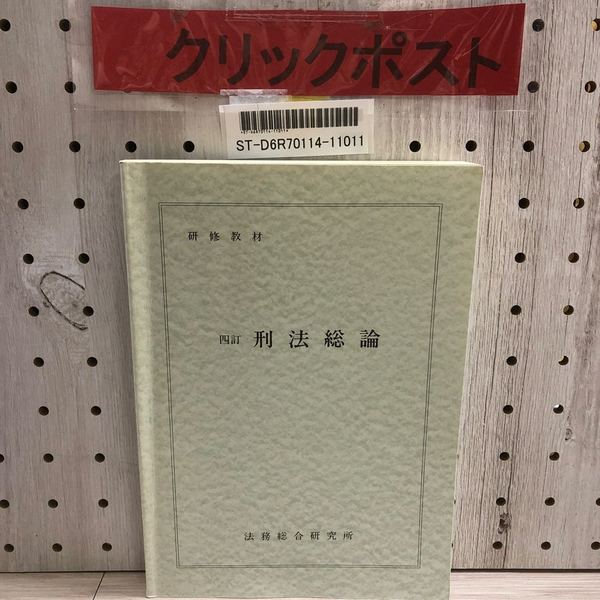 クリックポスト
ST-D6R70114-11011
研修教材
四訂 刑法総論
法務総合研究所